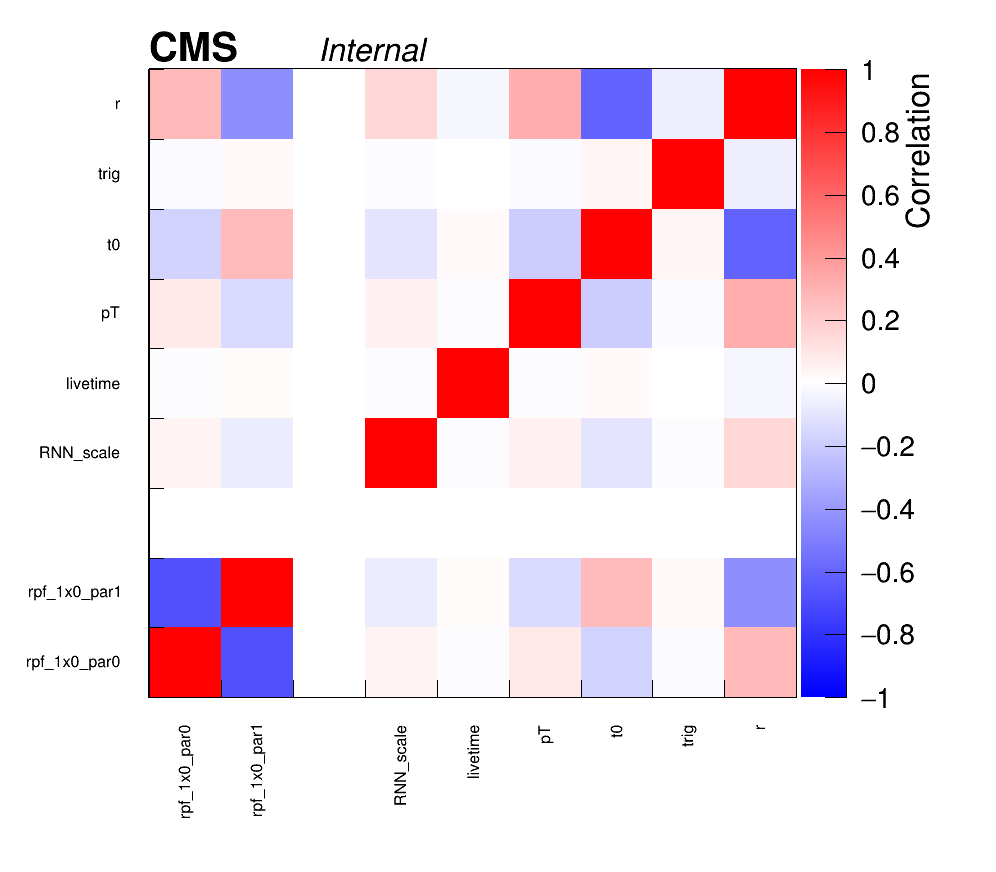 CMS Internal
r
trig
t0
pT
livetime
RNN_scale
rpf_1x0_par1
rpf_1x0_par0
rpf_1x0_par0
rpf_1x0_par1
RNN_scale
livetime
pT
t0
trig
r
1
0.8
0.6
0.4
0.2
0
−0.2
−0.4
−0.6
−0.8
−1
Correlation